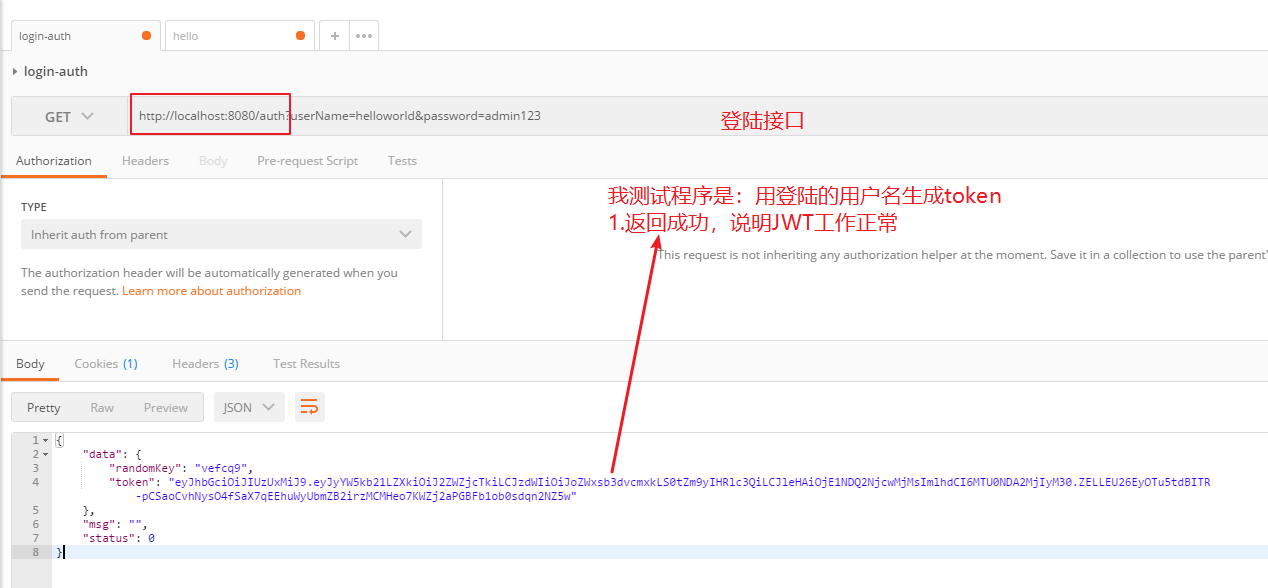 login-auth
hello
login-auth
GET
http://localhost:8080/auth?userName=helloworld&password=admin123
登陆接口
Authorization
Headers
Body
Pre-request Script
Tests
我测试程序是：用登陆的用户名生成token
1.返回成功，说明JWT工作正常
TYPE
Inherit auth from parent
This request is not inheriting any authorization helper at the moment. Save it in a collection to use the parent'
The authorization header will be automatically generated when you
send the request. Learn more about authorization
Body
Cookies (1)
Headers (3)
Test Results
Pretty
Raw
Preview
JSON
1 {
2 "data": {
3 "randomKey": "vefcq9",
4 "token": "eyJhbGciOiJIUzUxMiJ9.eyJyYW5kb21LZXkiOiJ2ZWZjcTkiLCJzdWIiOiJoZWxsb3dvcmxkLS0tZm9yIHRlc3QiLCJleHAiOjE1NDQ2NjcwMjMsImlhdCI6MTU0NDA2MjIyM30.ZELLEU26EyOTu5tdBITR
-pCSaoCvhNysO4fSaX7qEEhuWyUbmZB2irzMCMHeo7KWZj2aPGBFb1ob0sdqn2NZ5w"
5 },
6 "msg": "",
7 "status": 0
8 }